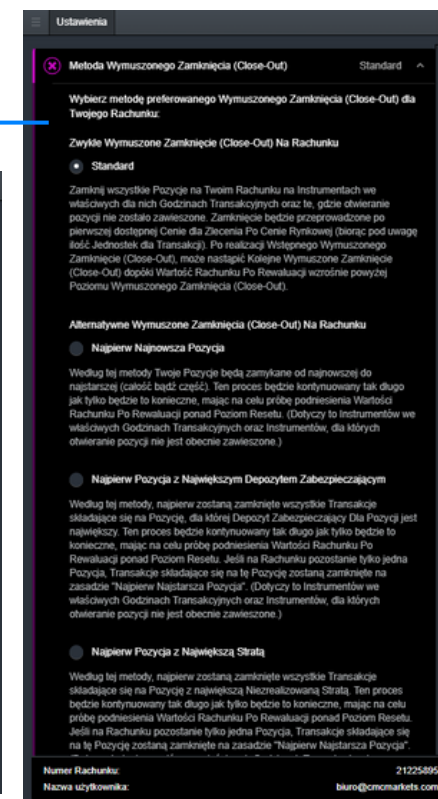 Ustawienia
Metoda Wymuszonego Zamknięcia (Close-Out) Standard
Wybierz metodę preferowanego Wymuszonego Zamknięcia (Close-Out) dla
Twojego Rachunku:
Zwykłe Wymuszone Zamknięcie (Close-Out) Na Rachunku
Standard
Zamknij wszystkie Pozycje na Twoim Rachunku na Instrumentach we
właściwych dla nich Godzinach Transakcyjnych oraz te, gdzie otwieranie
pozycji nie zostało zawieszone. Zamknięcie będzie przeprowadzone po
pierwszej dostępnej Cenie dla Zlecenia Po Cenie Rynkowej (biorąc pod uwagę
ilość Jednostek dla Transakcji). Po realizacji Wstępnego Wymuszonego
Zamknięcie (Close-Out), może nastąpić Kolejne Wymuszone Zamknięcie
(Close-Out) dopóki Wartość Rachunku Po Rewaluacji wzrośnie powyżej
Poziomu Wymuszonego Zamknięcia (Close-Out).
Alternatywne Wymuszone Zamknięcia (Close-Out) Na Rachunku
Najpierw Najnowsza Pozycja
Według tej metody Twoje Pozycje będą zamykane od najnowszej do
najstarszej (całość bądź część). Ten proces będzie kontynuowany tak długo
jak tylko będzie to konieczne, mając na celu próbę podniesienia Wartości
Rachunku Po Rewaluacji ponad Poziom Resetu. (Dotyczy to Instrumentów we
właściwych Godzinach Transakcyjnych oraz Instrumentów, dla których
otwieranie pozycji nie jest obecnie zawieszone.)
Najpierw Pozycja z Największym Depozytem Zabezpieczającym
Według tej metody, najpierw zostaną zamknięte wszystkie Transakcje
składające się na Pozycję, dla której Depozyt Zabezpieczający Dla Pozycji jest
największy. Ten proces będzie kontynuowany tak długo jak tylko będzie to
konieczne, mając na celu próbę podniesienia Wartości Rachunku Po
Rewaluacji ponad Poziom Resetu. Jeśli na Rachunku pozostanie tylko jedna
Pozycja, Transakcje składające się na tę Pozycję zostaną zamknięte na
zasadzie "Najpierw Najstarsza Pozycja". (Dotyczy to Instrumentów we
właściwych Godzinach Transakcyjnych oraz Instrumentów, dla których
otwieranie pozycji nie jest obecnie zawieszone.)
Najpierw Pozycja z Największą Stratą
Według tej metody, najpierw zostaną zamknięte wszystkie Transakcje
składające się na Pozycję z największą Niezrealizowaną Stratą. Ten proces
będzie kontynuowany tak długo jak tylko będzie to konieczne, mając na celu
próbę podniesienia Wartości Rachunku Po Rewaluacji ponad Poziom Resetu.
Jeśli na Rachunku pozostanie tylko jedna Pozycja, Transakcje składające się
na tę Pozycję zostaną zamknięte na zasadzie "Najpierw Najstarsza Pozycja".
Numer Rachunku: 21225895
Nazwa użytkownika: biuro@cmcmarkets.com